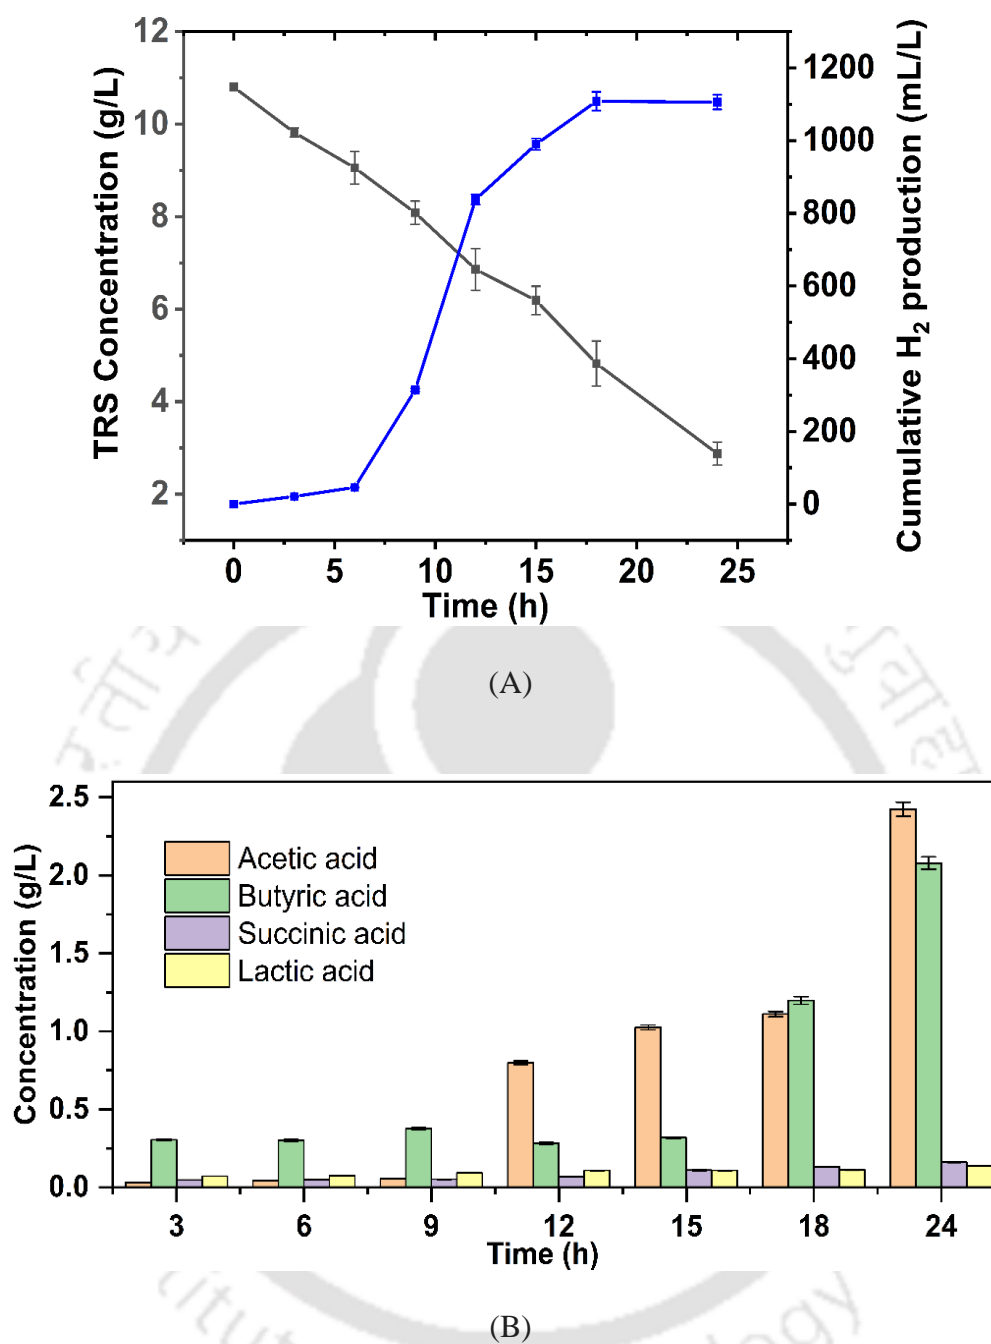 12
10
8
6
4
2
TRS Concentration (g/L)
1200
1000
800
600
400
200
0
Cumulative H₂ production (mL/L)
0 5 10 15 20 25
Time (h)
(A)
2.5
2.0
1.5
1.0
0.5
0.0
Concentration (g/L)
Acetic acid
Butyric acid
Succinic acid
Lactic acid
3 6 9 12 15 18 24
Time (h)
(B)